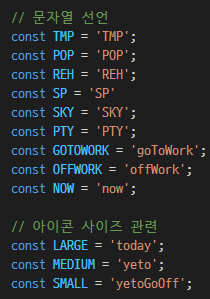 // 문자열 선언
const TMP = 'TMP';
const POP = 'POP';
const REH = 'REH';
const SP = 'SP'
const SKY = 'SKY';
const PTY = 'PTY';
const GOTOWORK = 'goToWork';
const OFFWORK = 'offWork';
const NOW = 'now';
// 아이콘 사이즈 관련
const LARGE = 'today';
const MEDIUM = 'yeto';
const SMALL = 'yetoGoOff';